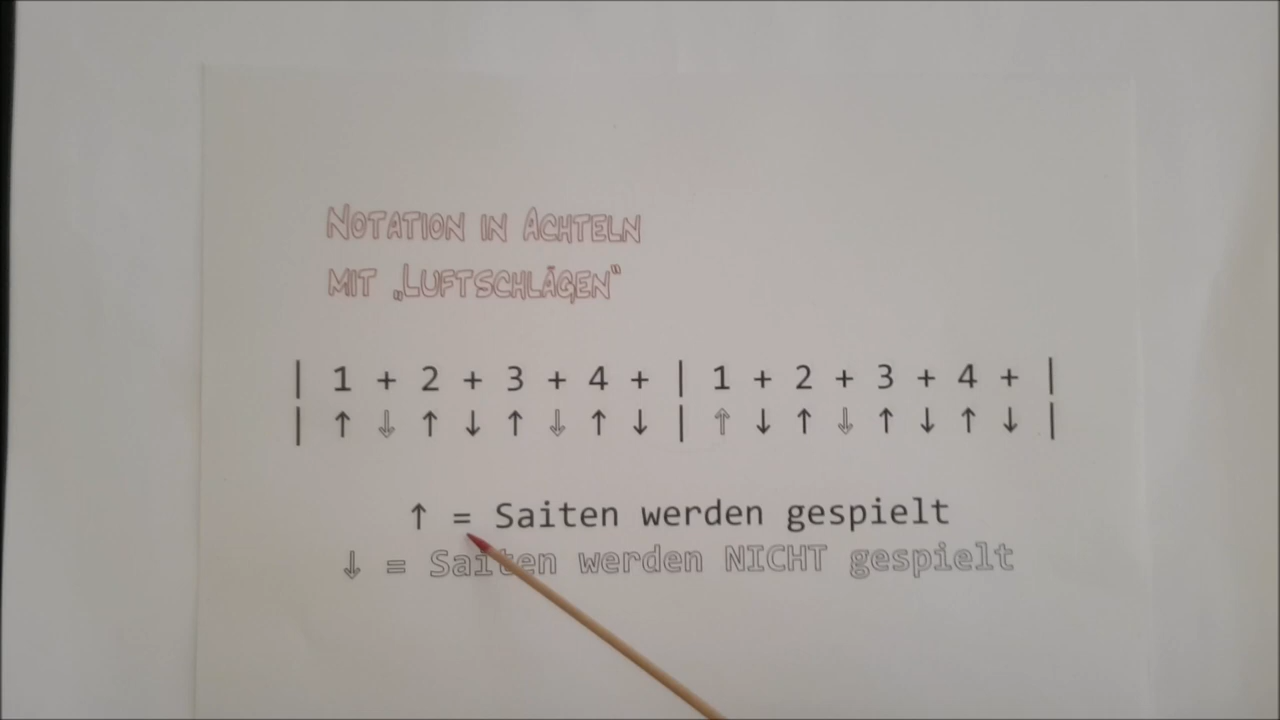 NOTATION IN ACHTELN
MIT „LUFTSCHLÄGEN“
| 1 + 2 + 3 + 4 + | 1 + 2 + 3 + 4 + |
| ↑ ⇩ ↑ ↓ ↑ ⇩ ↑ ↓ | ⇧ ↓ ↑ ⇩ ↑ ↓ ↑ ↓ |
↑ = Saiten werden gespielt
⇩ = Saiten werden NICHT gespielt